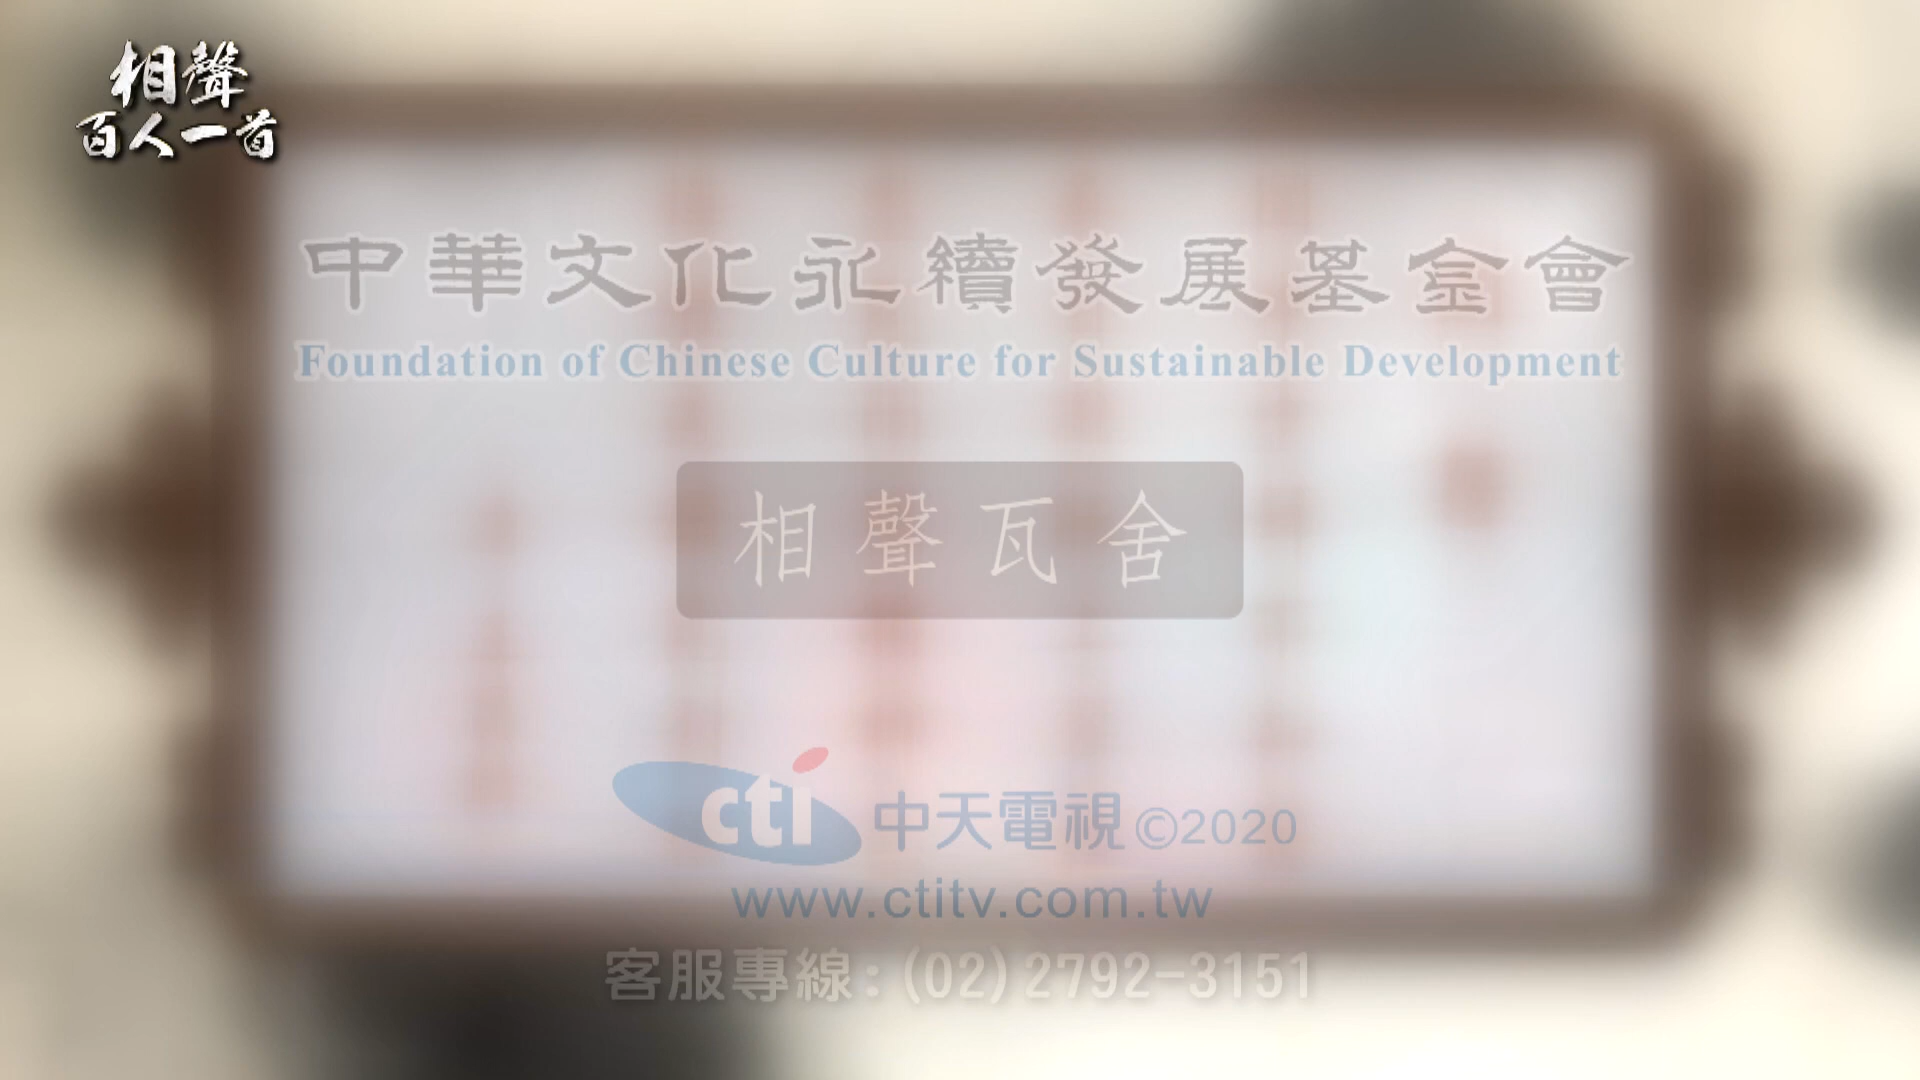 相聲
百人一首
中華文化永續發展基金會
Foundation of Chinese Culture for Sustainable Development
相聲瓦舍
cti 中天電視 ©2020
www.ctitv.com.tw
客服專線：(02)2792-3151